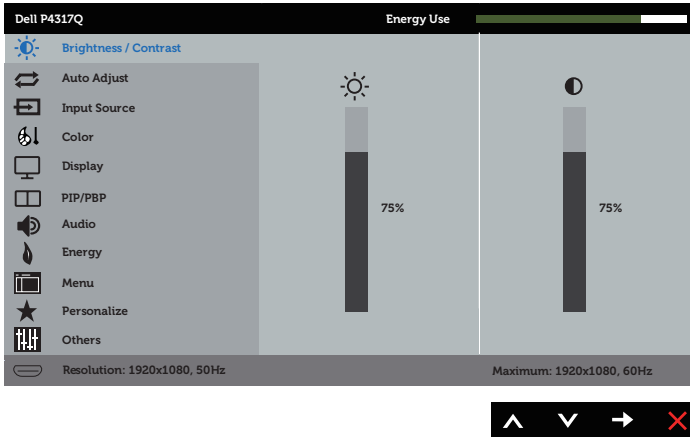 Dell P4317Q
Energy Use
Brightness / Contrast
Auto Adjust
Input Source
Color
Display
PIP/PBP
Audio
Energy
Menu
Personalize
Others
75%
75%
Resolution: 1920x1080, 50Hz
Maximum: 1920x1080, 60Hz